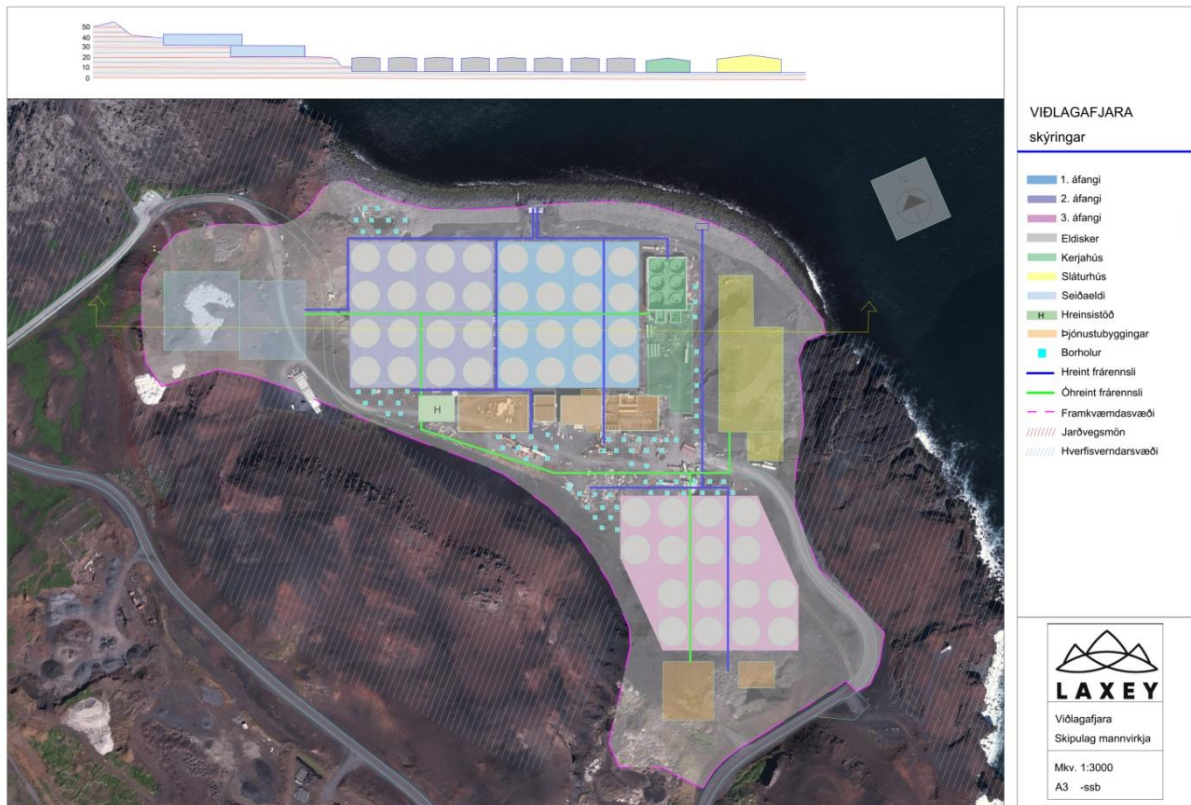 50
40
30
20
10
0
VIÐLAGAFJARA
skýringar
1. áfangi
2. áfangi
3. áfangi
Eldisker
Kerjahús
Sláturhús
Seiðaeldi
H Hreinsistöð
Þjónustubyggingar
Borholur
Hreint frárennsli
Óhreint frárennsli
Framkvæmdasvæði
Jarðvegsmön
Hverfisverndarsvæði
H
LAXEY
Viðlagafjara
Skipulag mannvirkja
Mkv. 1:3000
A3 -ssb